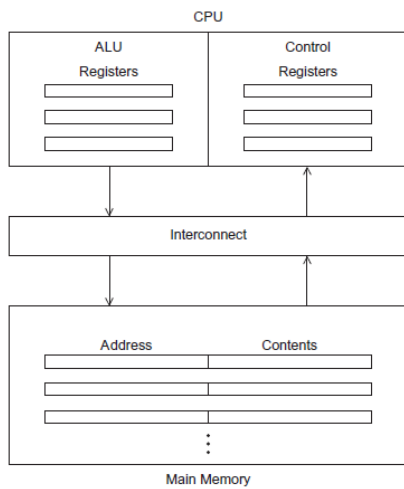 CPU
ALU
Registers
Control
Registers
Interconnect
Address Contents
Main Memory